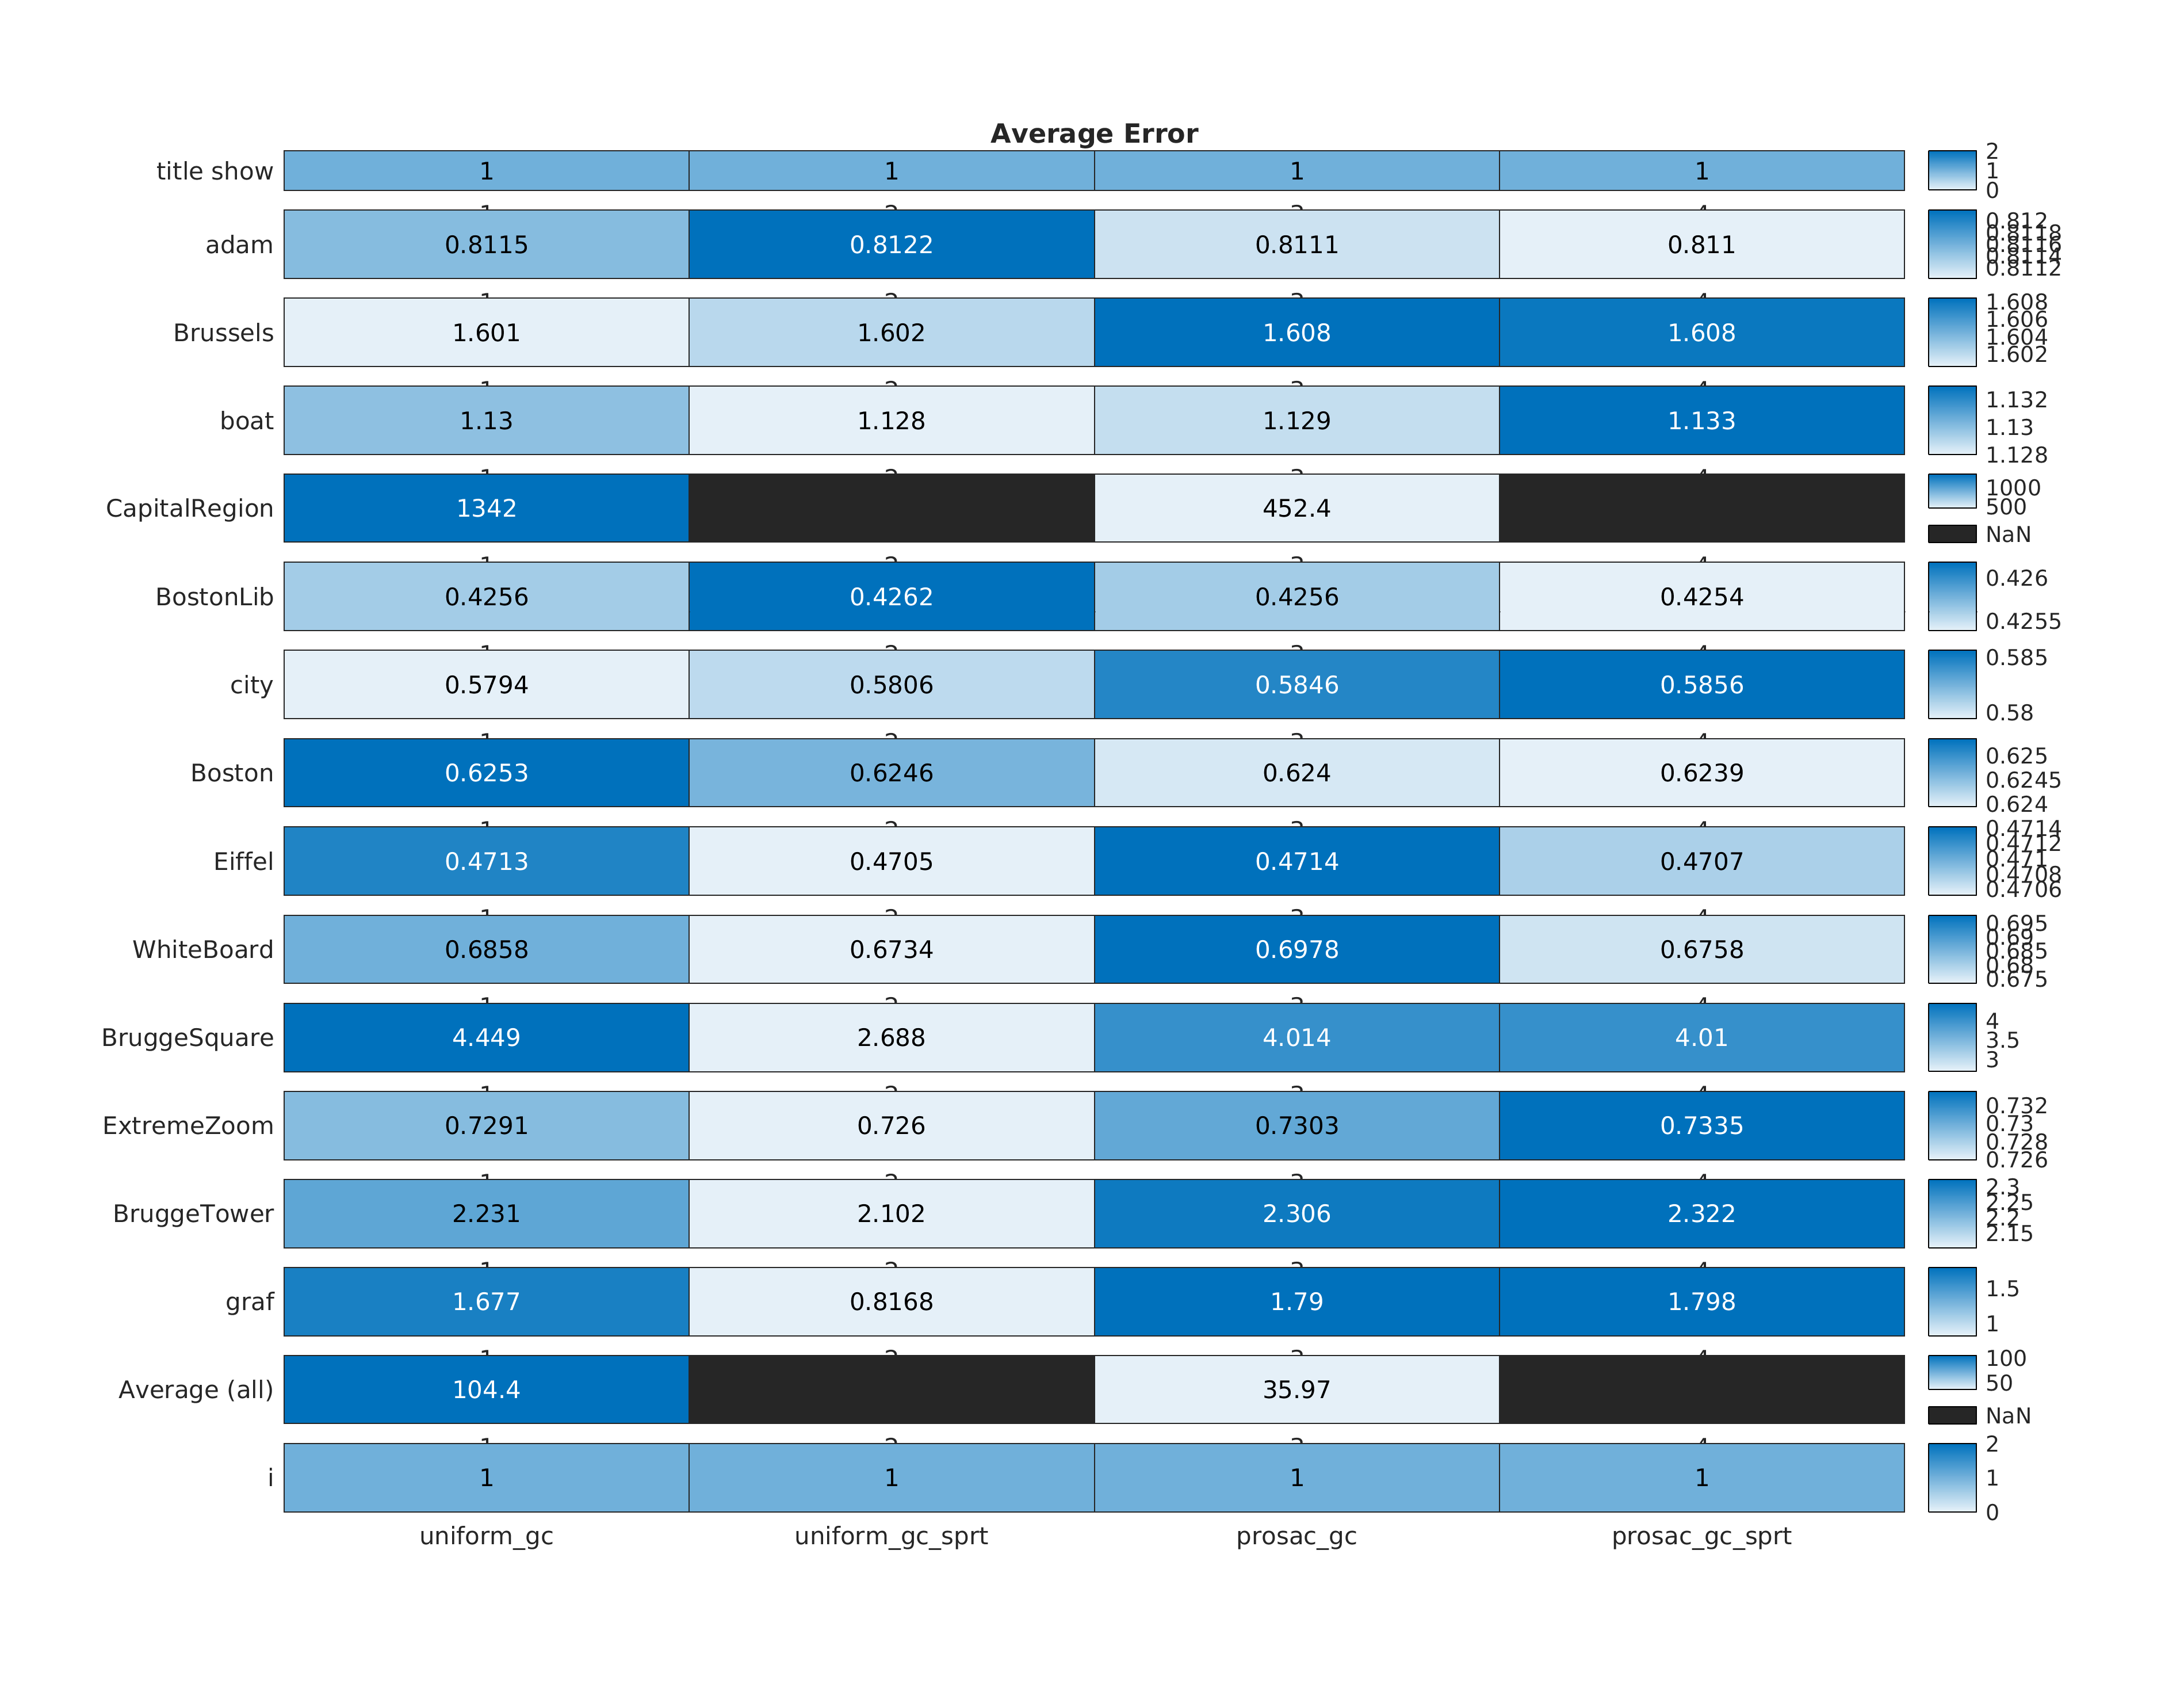 Average Error
title show 1 1 1 1 2 1 0
adam 0.8115 0.8122 0.8111 0.811 0.812 0.8118 0.8116 0.8114 0.8112
Brussels 1.601 1.602 1.608 1.608 1.608 1.606 1.604 1.602
boat 1.13 1.128 1.129 1.133 1.132 1.13 1.128
CapitalRegion 1342 452.4 1000 500 NaN
BostonLib 0.4256 0.4262 0.4256 0.4254 0.426 0.4255
city 0.5794 0.5806 0.5846 0.5856 0.585 0.58
Boston 0.6253 0.6246 0.624 0.6239 0.625 0.6245 0.624
Eiffel 0.4713 0.4705 0.4714 0.4707 0.4714 0.4712 0.471 0.4708 0.4706
WhiteBoard 0.6858 0.6734 0.6978 0.6758 0.695 0.69 0.685 0.68 0.675
BruggeSquare 4.449 2.688 4.014 4.01 4 3.5 3
ExtremeZoom 0.7291 0.726 0.7303 0.7335 0.732 0.73 0.728 0.726
BruggeTower 2.231 2.102 2.306 2.322 2.3 2.25 2.2 2.15
graf 1.677 0.8168 1.79 1.798 1.5 1
Average (all) 104.4 35.97 100 50 NaN
i 1 1 1 1 2 1 0
uniform_gc uniform_gc_sprt prosac_gc prosac_gc_sprt